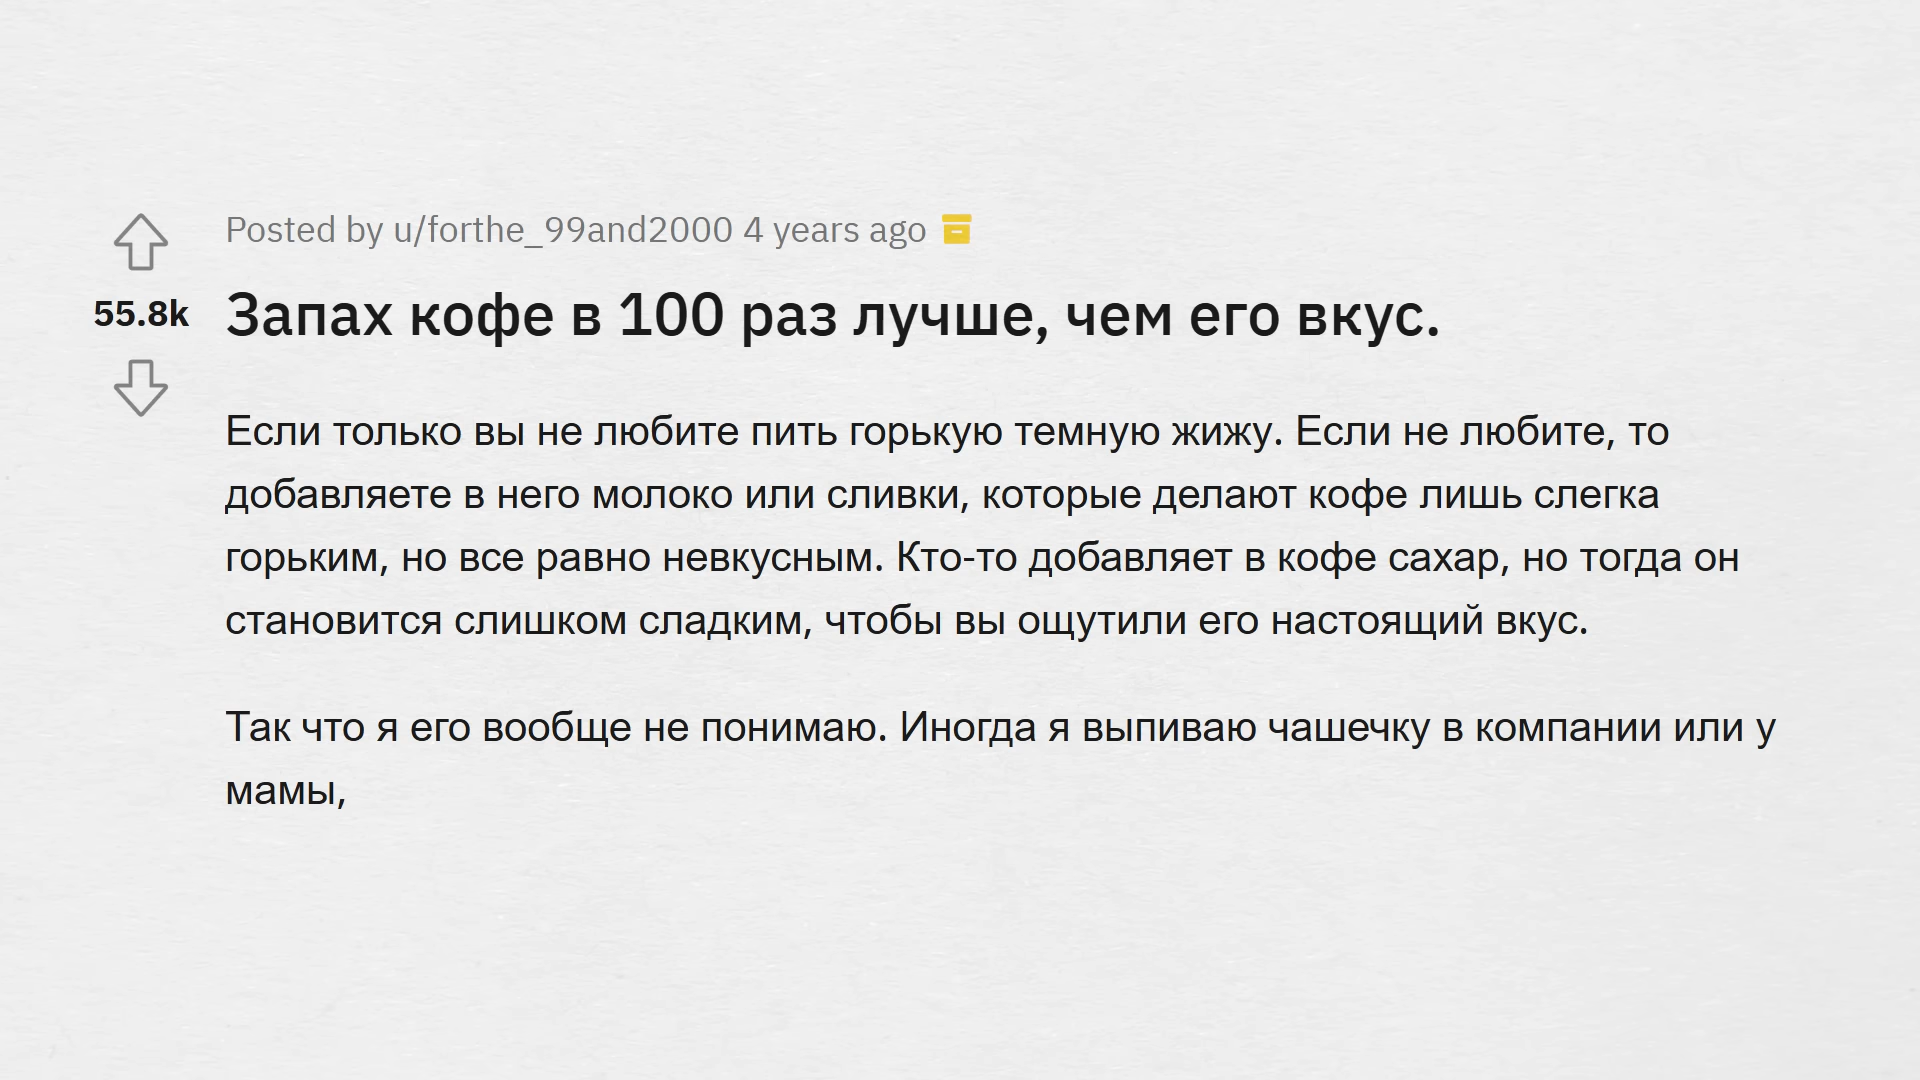 Posted by u/forthe_99and2000 4 years ago
55.8k
Запах кофе в 100 раз лучше, чем его вкус.
Если только вы не любите пить горькую темную жижу. Если не любите, то
добавляете в него молоко или сливки, которые делают кофе лишь слегка
горьким, но все равно невкусным. Кто-то добавляет в кофе сахар, но тогда он
становится слишком сладким, чтобы вы ощутили его настоящий вкус.
Так что я его вообще не понимаю. Иногда я выпиваю чашечку в компании или у
мамы,